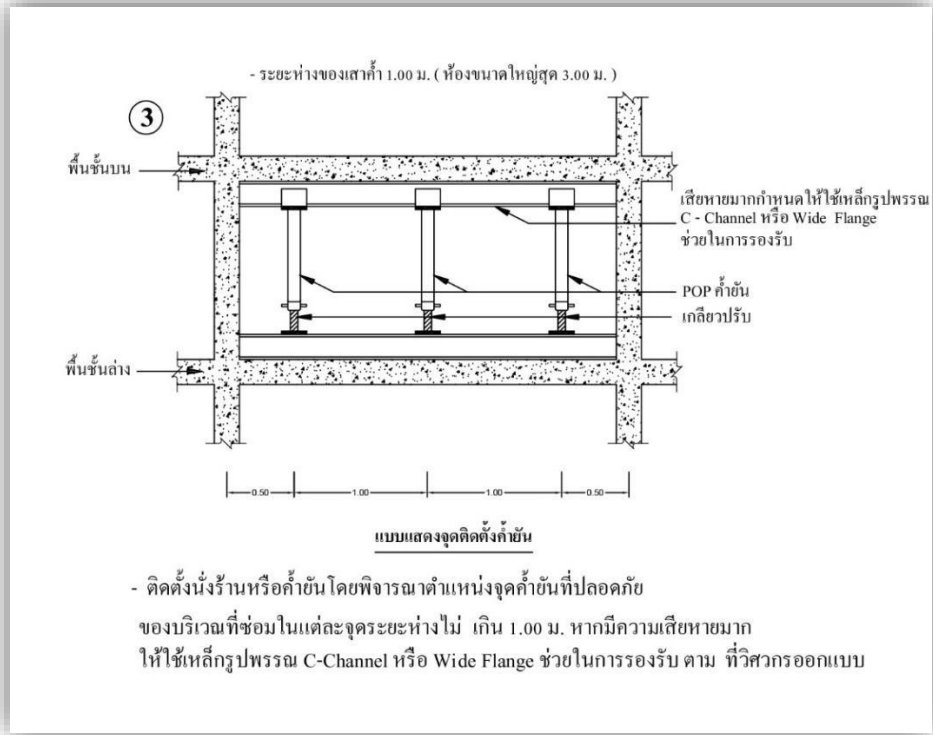 - ระยะห่างของเสาค้ำ 1.00 ม. ( ห้องขนาดใหญ่สุด 3.00 ม. )
3
พื้นชั้นบน
เสียหายมากกำหนดให้ใช้เหล็กรูปพรรณ
C - Channel หรือ Wide Flange
ช่วยในการรองรับ
POP ค้ำยัน
เกลียวปรับ
พื้นชั้นล่าง
0.50 1.00 1.00 0.50
แบบแสดงจุดติดตั้งค้ำยัน
- ติดตั้งนั่งร้านหรือค้ำยันโดยพิจารณาตำแหน่งจุดค้ำยันที่ปลอดภัย
ของบริเวณที่ซ่อมในแต่ละจุดระยะห่างไม่ เกิน 1.00 ม. หากมีความเสียหายมาก
ให้ใช้เหล็กรูปพรรณ C-Channel หรือ Wide Flange ช่วยในการรองรับ ตาม ที่วิศวกรออกแบบ